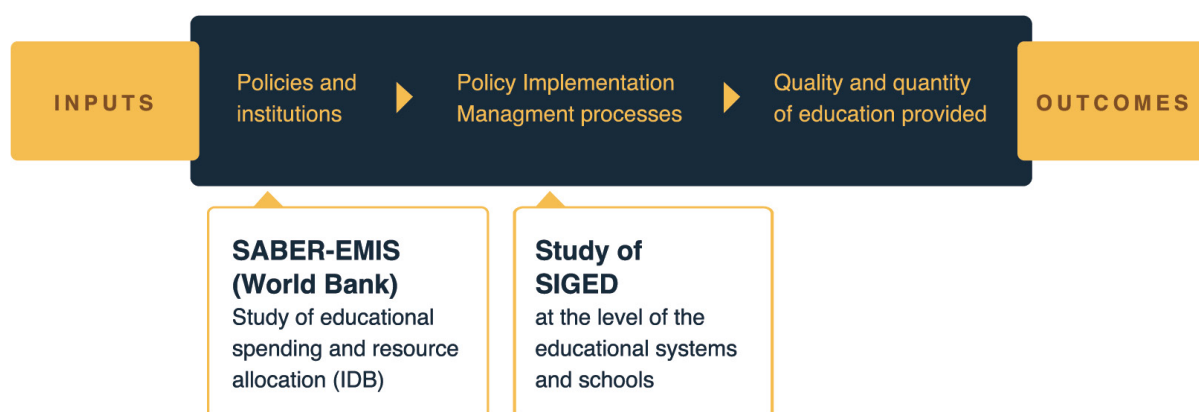 INPUTS
Policies and
institutions
Policy Implementation
Managment processes
Quality and quantity
of education provided
OUTCOMES
SABER-EMIS
(World Bank)
Study of educational
spending and resource
allocation (IDB)
Study of
SIGED
at the level of the
educational systems
and schools